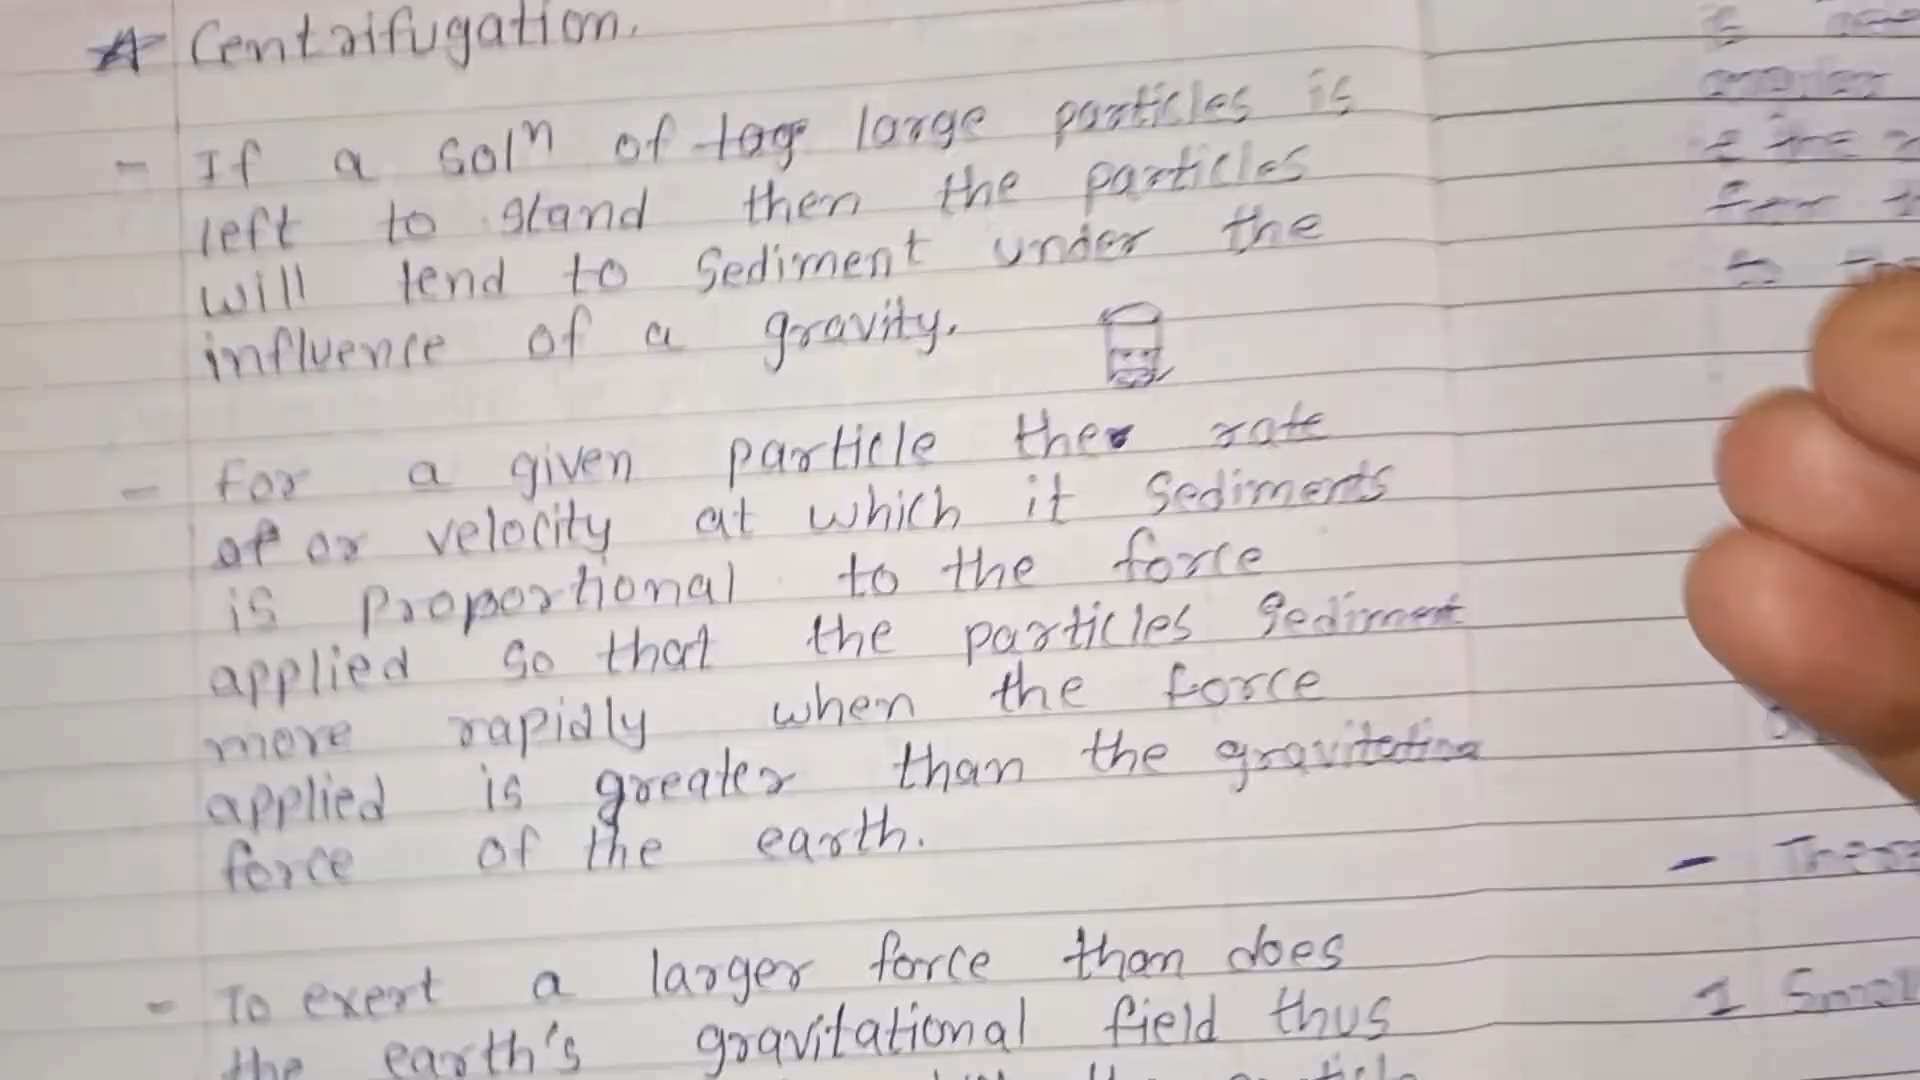 Centrifugation.
- If a solⁿ of large particles is
left to stand then the particles
will tend to sediment under the
influence of a gravity.
- for a given particle the rate
or velocity at which it sediments
is proportional to the force
applied so that the particles sediment
more rapidly when the force
applied is greater than the
force of the earth.
- To exert a larger force than does
the earth's gravitational field thus
- 
1 Small